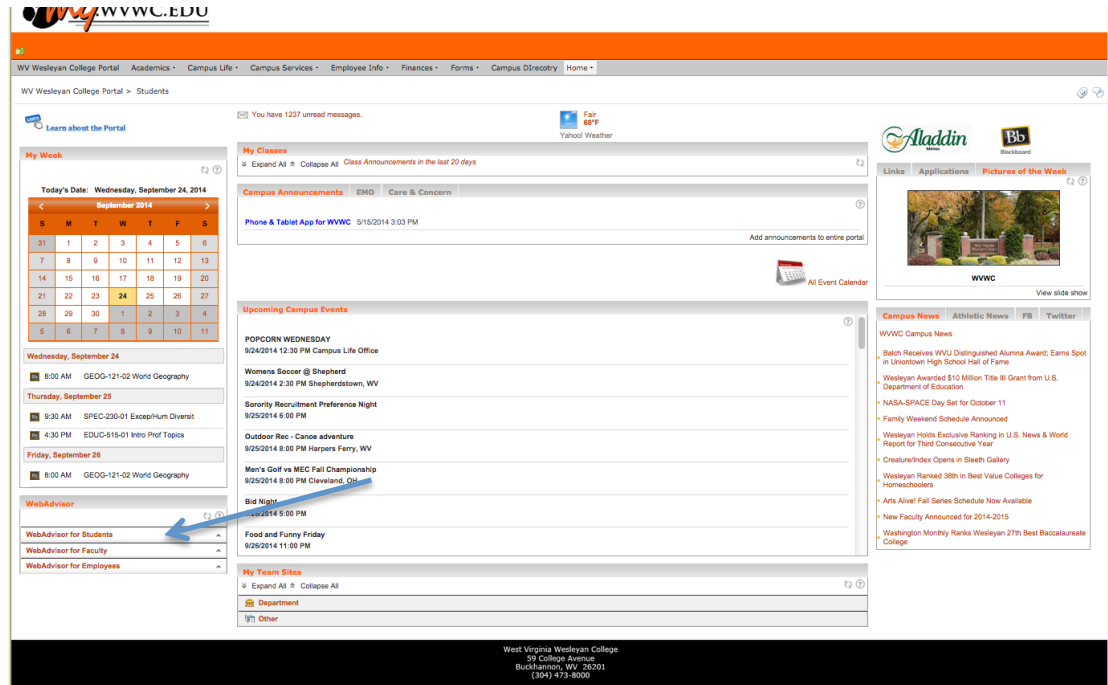 my.WVWC.EDU
WV Wesleyan College Portal Academics Campus Life Campus Services Employee Info Finances Forms Campus DIrecotry Home
WV Wesleyan College Portal > Students
Learn about the Portal
You have 1237 unread messages.
Fair
68°F
Yahoo! Weather
Aladdin
Menus
Bb
Blackboard
My Week
Today's Date: Wednesday, September 24, 2014
September 2014
S M T W T F S
31 1 2 3 4 5 6
7 8 9 10 11 12 13
14 15 16 17 18 19 20
21 22 23 24 25 26 27
28 29 30 1 2 3 4
5 6 7 8 9 10 11
Wednesday, September 24
Bb 8:00 AM GEOG-121-02 World Geography
Thursday, September 25
Bb 9:30 AM SPEC-230-01 Excep/Hum Diversit
Bb 4:30 PM EDUC-515-01 Intro Prof Topics
Friday, September 26
Bb 8:00 AM GEOG-121-02 World Geography
WebAdvisor
WebAdvisor for Students
WebAdvisor for Faculty
WebAdvisor for Employees
My Classes
Expand All Collapse All Class Announcements in the last 20 days
Campus Announcements EMO Care & Concern
Phone & Tablet App for WVWC 5/15/2014 3:03 PM
Add announcements to entire portal
All Event Calendar
Upcoming Campus Events
POPCORN WEDNESDAY
9/24/2014 12:30 PM Campus Life Office
Womens Soccer @ Shepherd
9/24/2014 2:30 PM Shepherdstown, WV
Sorority Recruitment Preference Night
9/25/2014 6:00 PM
Outdoor Rec - Canoe adventure
9/25/2014 8:00 PM Harpers Ferry, WV
Men's Golf vs MEC Fall Championship
9/25/2014 8:00 PM Cleveland, OH
Bid Night
5:00 PM
Food and Funny Friday
9/26/2014 11:00 PM
My Team Sites
Expand All Collapse All
Department
Other
Links Applications Pictures of the Week
WVWC
View slide show
Campus News Athletic News FB Twitter
WVWC Campus News
Balch Receives WVU Distinguished Alumna Award; Earns Spot
in Uniontown High School Hall of Fame
Wesleyan Awarded $10 Million Title III Grant from U.S.
Department of Education
NASA-SPACE Day Set for October 11
Family Weekend Schedule Announced
Wesleyan Holds Exclusive Ranking in U.S. News & World
Report for Third Consecutive Year
Creature/Index Opens in Sleeth Gallery
Wesleyan Ranked 38th in Best Value Colleges for
Homeschoolers
Arts Alive! Fall Series Schedule Now Available
New Faculty Announced for 2014-2015
Washington Monthly Ranks Wesleyan 27th Best Baccalaureate
College
West Virginia Wesleyan College
59 College Avenue
Buckhannon, WV 26201
(304) 473-8000